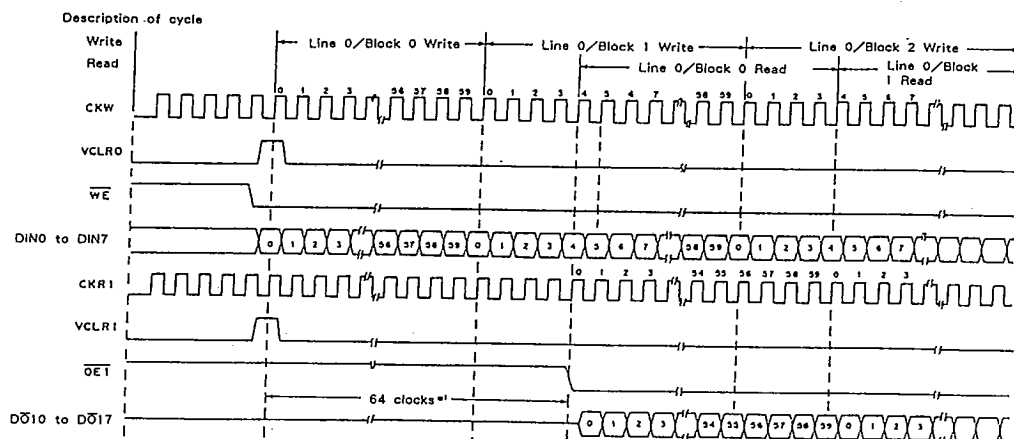 Description of cycle
Write
Line 0/Block 0 Write
Line 0/Block 1 Write
Line 0/Block 2 Write
Read
Line 0/Block 0 Read
Line 0/Block
1 Read
CKW
0 1 2 3 56 57 58 59 0 1 2 3 4 5 6 7 58 59 0 1 2 3 4 5 6 7
VCLR0
WE
DIN0 to DIN7
0 1 2 3 56 57 58 59 0 1 2 3 4 5 6 7 58 59 0 1 2 3 4 5 6 7
CKR1
0 1 2 3 54 55 56 57 58 59 0 1 2 3
VCLR1
OE1
64 clocks*1
DO10 to DO17
0 1 2 3 54 55 56 57 58 59 0 1 2 3